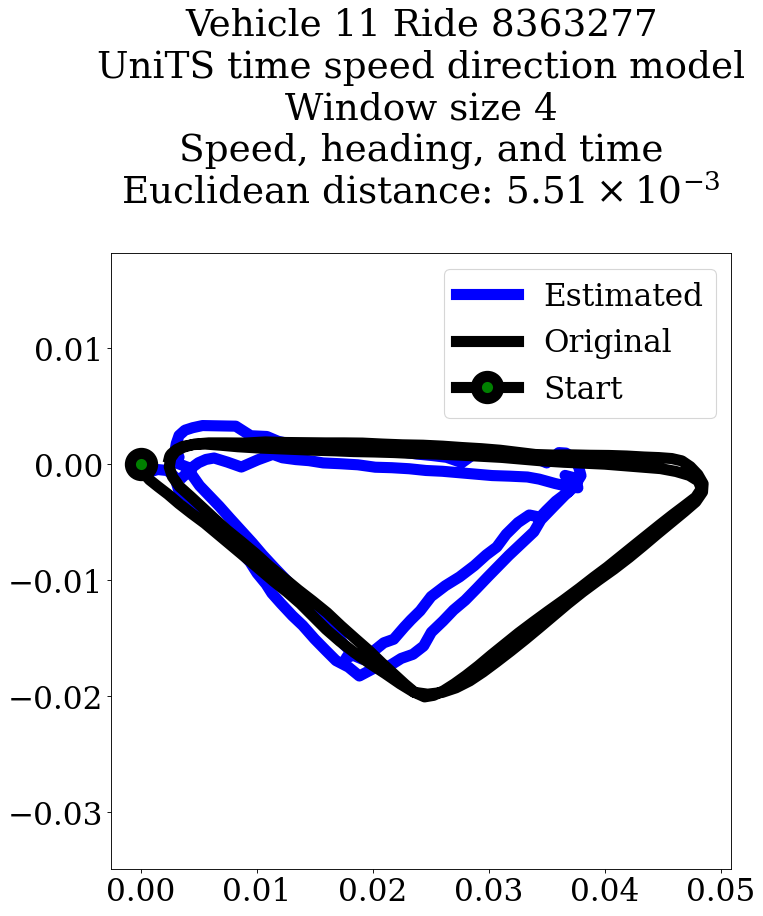 Vehicle 11 Ride 8363277
UniTS time speed direction model
Window size 4
Speed, heading, and time
Euclidean distance: 5.51 × 10⁻³
Estimated
Original
Start
0.01
0.00
−0.01
−0.02
−0.03
0.00 0.01 0.02 0.03 0.04 0.05